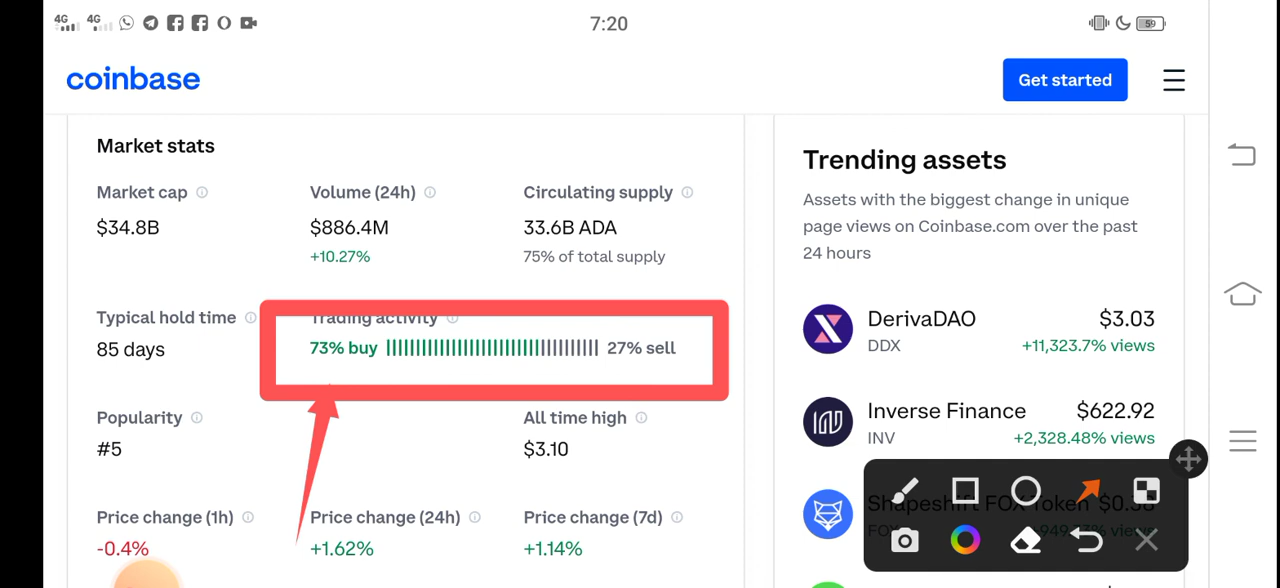 4G 4G 7:20 59
coinbase
Get started
Market stats
Market cap
$34.8B
Volume (24h)
$886.4M
+10.27%
Circulating supply
33.6B ADA
75% of total supply
Typical hold time
85 days
Trading activity
73% buy 27% sell
Popularity
#5
All time high
$3.10
Price change (1h)
-0.4%
Price change (24h)
+1.62%
Price change (7d)
+1.14%
Trending assets
Assets with the biggest change in unique
page views on Coinbase.com over the past
24 hours
DerivaDAO $3.03
DDX +11,323.7% views
Inverse Finance $622.92
INV +2,328.48% views
Shapeshift FOX Token